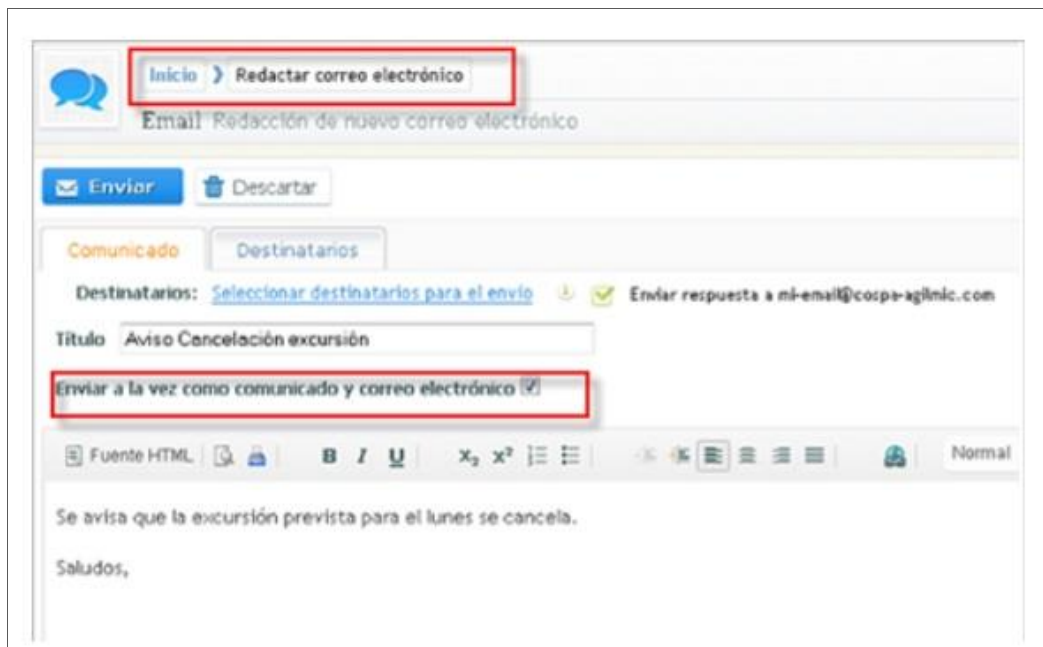 Inicio ❯ Redactar correo electrónico
Email Redacción de nuevo correo electrónico
Enviar Descartar
Comunicado Destinatarios
Destinatarios: Seleccionar destinatarios para el envío Enviar respuesta a mi-email@cospa-agilmic.com
Título Aviso Cancelación excursión
Enviar a la vez como comunicado y correo electrónico
Fuente HTML B I U X₂ X² Normal
Se avisa que la excursión prevista para el lunes se cancela.
Saludos,